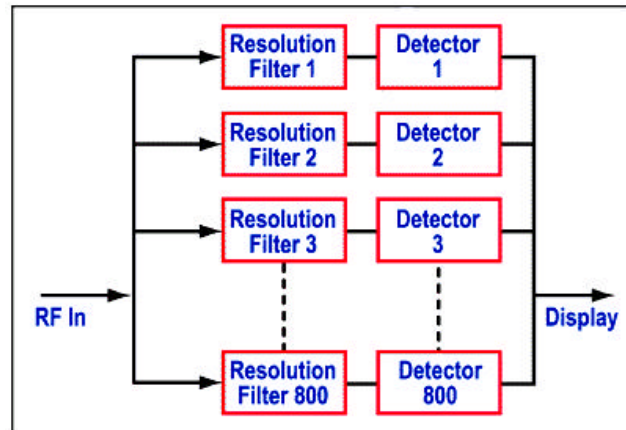 Resolution
Filter 1
Detector
1
Resolution
Filter 2
Detector
2
Resolution
Filter 3
Detector
3
RF In
Display
Resolution
Filter 800
Detector
800